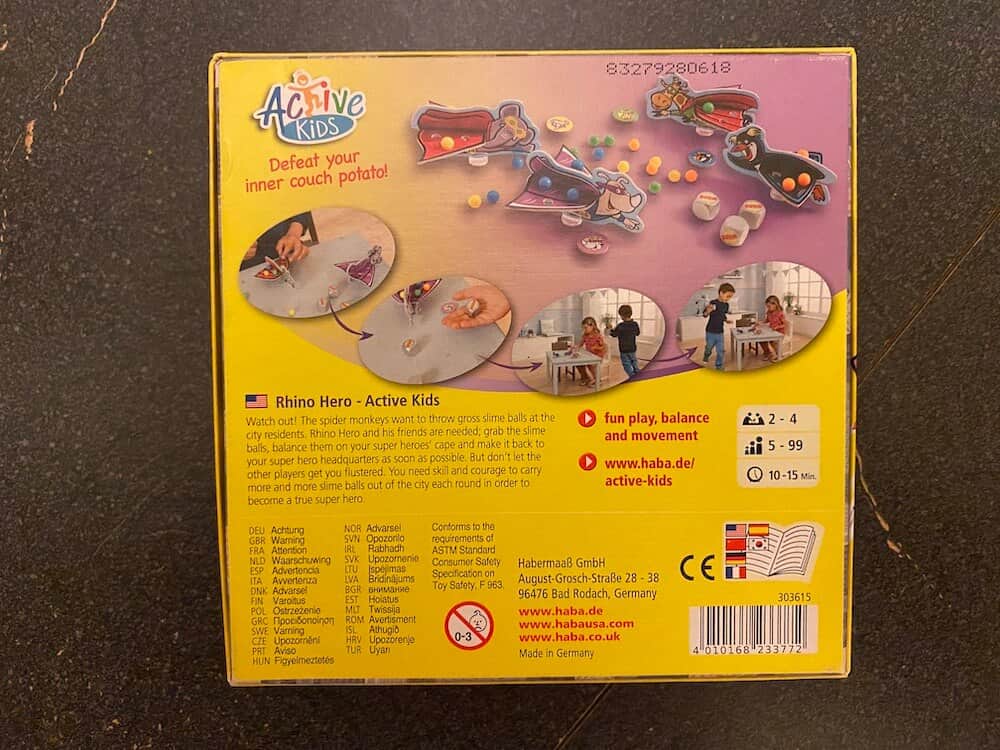 83279280618
Active
KiDS
Defeat your
inner couch potato!
Rhino Hero - Active Kids
Watch out! The spider monkeys want to throw gross slime balls at the
city residents. Rhino Hero and his friends are needed; grab the slime
balls, balance them on your super heroes' cape and make it back to
your super hero headquarters as soon as possible. But don't let the
other players get you flustered. You need skill and courage to carry
more and more slime balls out of the city each round in order to
become a true super hero.
fun play, balance
and movement
www.haba.de/
active-kids
2 - 4
5 - 99
10-15 Min.
DEU Achtung
GBR Warning
FRA Attention
NLD Waarschuwing
ESP Advertencia
ITA Avvertenza
DNK Advarsel
FIN Varoitus
POL Ostrzeżenie
GRC Προειδοποίηση
SWE Varning
CZE Upozornění
PRT Aviso
HUN Figyelmeztetés
NOR Advarsel
SVN Opozorilo
IRL Rabhadh
SVK Upozornenie
LTU Įspėjimas
LVA Brīdinājums
BGR внимание
EST Hoiatus
MLT Twissija
ROM Avertisment
ISL Athugið
HRV Upozorenje
TUR Uyarı
Conforms to the
requirements of
ASTM Standard
Consumer Safety
Specification on
Toy Safety, F 963.
0-3
Habermaaß GmbH
August-Grosch-Straße 28 - 38
96476 Bad Rodach, Germany
www.haba.de
www.habausa.com
www.haba.co.uk
Made in Germany
CE
303615
4 010168 233772